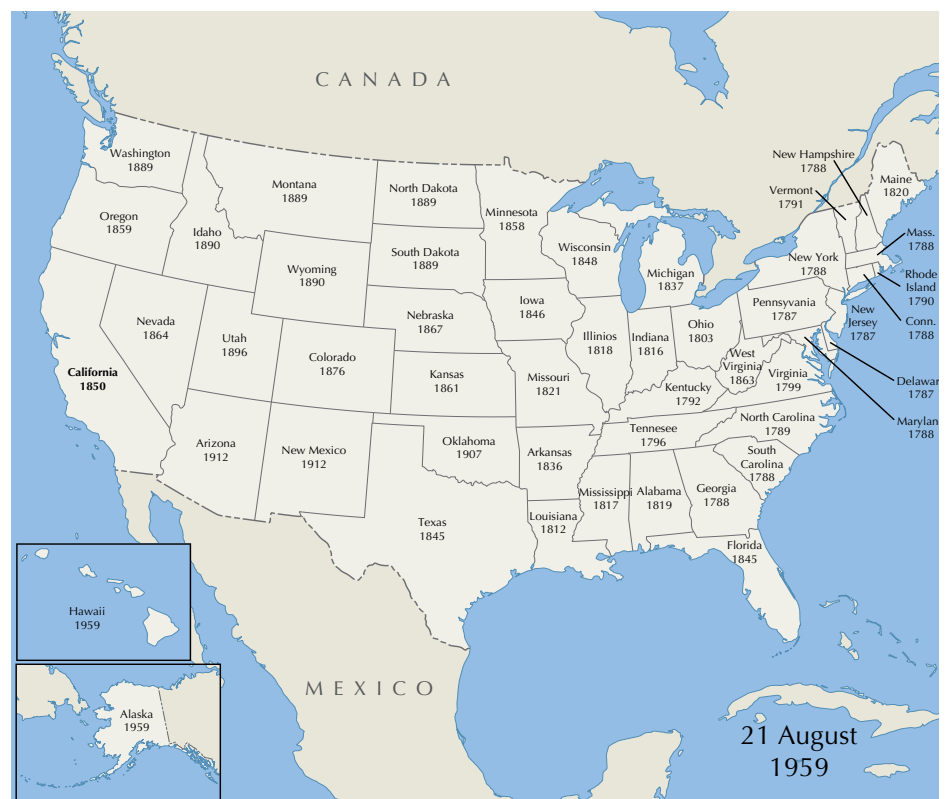 CANADA
Washington
1889
Montana
1889
North Dakota
1889
Minnesota
1858
New Hampshire
1788
Vermont
1791
Maine
1820
Oregon
1859
Idaho
1890
Wyoming
1890
South Dakota
1889
Wisconsin
1848
Michigan
1837
New York
1788
Mass.
1788
Rhode
Island
1790
Conn.
1788
Nevada
1864
Utah
1896
Colorado
1876
Nebraska
1867
Iowa
1846
Illinios
1818
Indiana
1816
Ohio
1803
Pennsyvania
1787
New
Jersey
1787
California
1850
Kansas
1861
Missouri
1821
Kentucky
1792
West
Virginia
1863
Virginia
1799
Delawar
1787
Marylan
1788
Arizona
1912
New Mexico
1912
Oklahoma
1907
Arkansas
1836
Tennesee
1796
North Carolina
1789
South
Carolina
1788
Texas
1845
Louisiana
1812
Mississippi
1817
Alabama
1819
Georgia
1788
Florida
1845
Hawaii
1959
Alaska
1959
MEXICO
21 August
1959